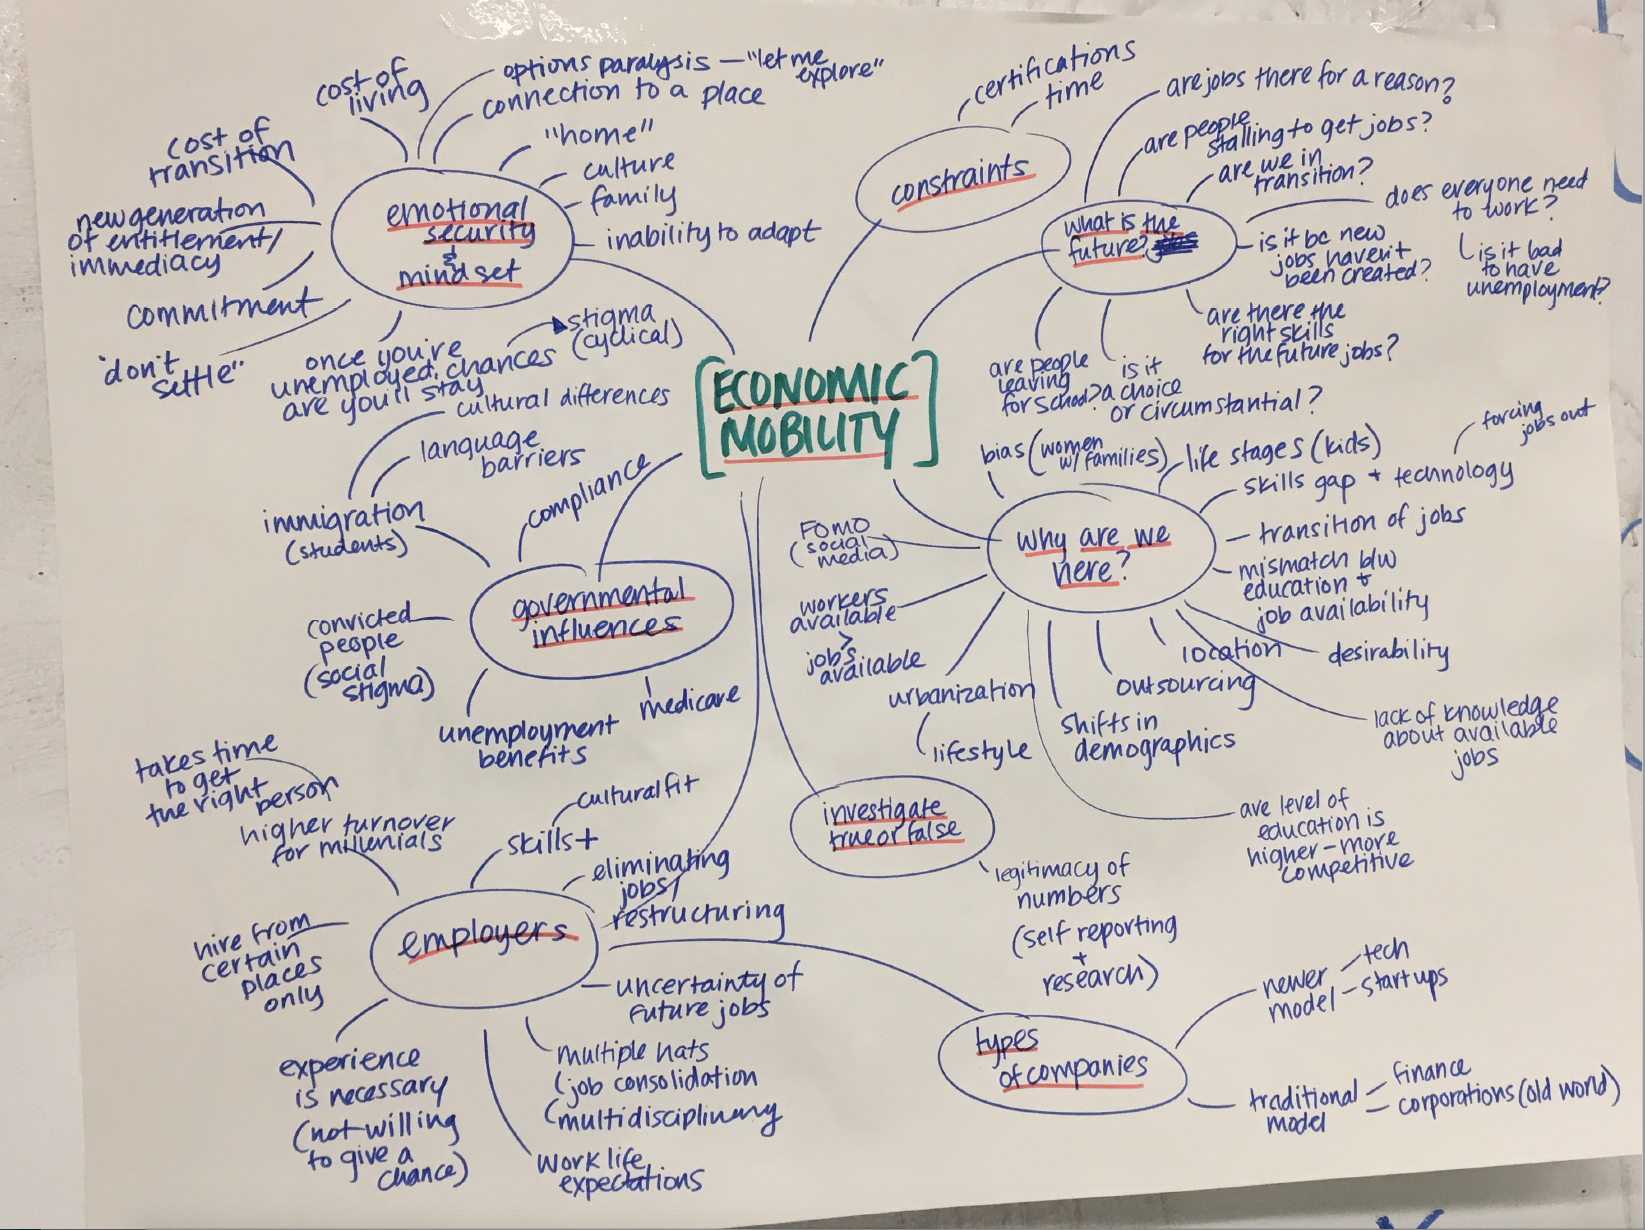 cost of
living
options paralysis — "let me
explore"
connection to a place
"home"
culture
family
inability to adapt
cost of
transition
new generation
of entitlement/
immediacy
commitment
"don't
settle"
once you're
unemployed, chances
are you'll stay
stigma
(cyclical)
emotional
security
&
mindset
certifications
time
constraints
are jobs there for a reason?
are people
stalling to get jobs?
are we in
transition?
does everyone need
to work?
is it bad
to have
unemployment?
is it bc new
jobs haven't
been created?
are there the
right skills
for the future jobs?
is it
a choice
or circumstantial?
are people
leaving
for school?
what is the
future?
[ECONOMIC
MOBILITY]
cultural differences
language
barriers
immigration
(students)
compliance
convicted
people
(social
stigma)
unemployment
benefits
medicare
governmental
influences
bias (women
w/ families)
life stages (kids)
skills gap + technology
forcing
jobs out
transition of jobs
mismatch b/w
education +
job availability
desirability
location
lack of knowledge
about available
jobs
outsourcing
shifts in
demographics
are level of
education is
higher – more
competitive
urbanization
lifestyle
workers
available
>
jobs
available
FOMO
(social
media)
why are we
here?
investigate
true or false
legitimacy of
numbers
(self reporting
+
research)
takes time
to get
the right
person
higher turnover
for millenials
skills +
cultural fit
eliminating
jobs/
restructuring
hire from
certain
places
only
employers
uncertainty of
future jobs
multiple hats
(job consolidation
(multidisciplinary
work life
expectations
experience
is necessary
(not willing
to give a
chance)
types
of companies
newer
model
tech
startups
traditional
model
finance
corporations (old world)